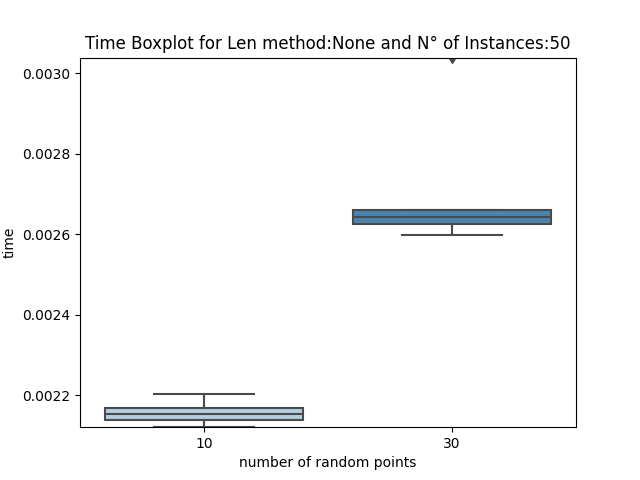 Time Boxplot for Len method:None and N° of Instances:50
0.0030
0.0028
0.0026
0.0024
0.0022
time
10 30
number of random points